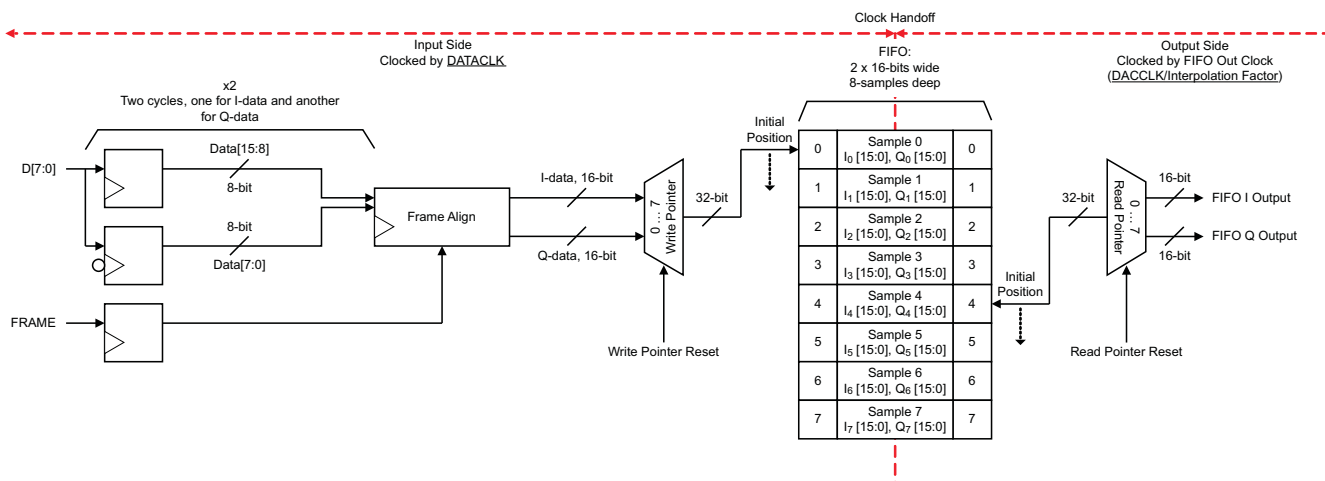 Clock Handoff
Input Side
Clocked by DATACLK
FIFO:
2 x 16-bits wide
8-samples deep
Output Side
Clocked by FIFO Out Clock
(DACCLK/Interpolation Factor)
x2
Two cycles, one for I-data and another
for Q-data
D[7:0]
Data[15:8]
8-bit
8-bit
Data[7:0]
FRAME
Frame Align
I-data, 16-bit
Q-data, 16-bit
0 ... 7
Write Pointer
Write Pointer Reset
32-bit
Initial
Position
0
Sample 0
I0 [15:0], Q0 [15:0]
0
1
Sample 1
I1 [15:0], Q1 [15:0]
1
2
Sample 2
I2 [15:0], Q2 [15:0]
2
3
Sample 3
I3 [15:0], Q3 [15:0]
3
4
Sample 4
I4 [15:0], Q4 [15:0]
4
5
Sample 5
I5 [15:0], Q5 [15:0]
5
6
Sample 6
I6 [15:0], Q6 [15:0]
6
7
Sample 7
I7 [15:0], Q7 [15:0]
7
Initial
Position
32-bit
0 ... 7
Read Pointer
Read Pointer Reset
16-bit
FIFO I Output
FIFO Q Output
16-bit